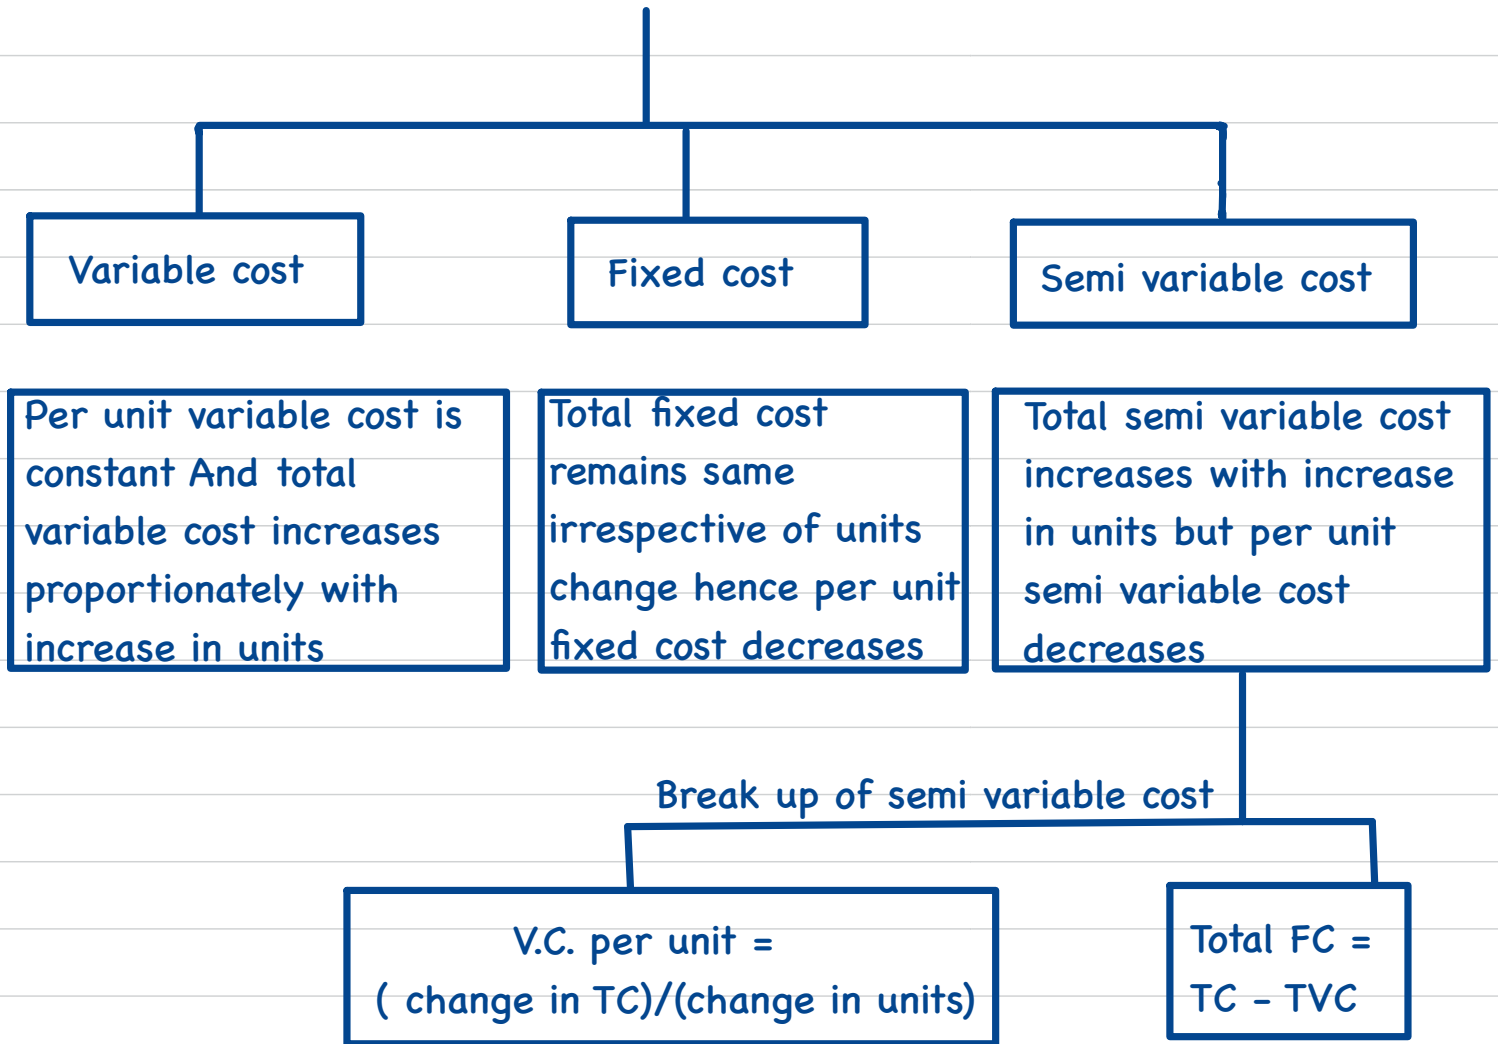 Variable cost
Fixed cost
Semi variable cost
Per unit variable cost is
constant And total
variable cost increases
proportionately with
increase in units
Total fixed cost
remains same
irrespective of units
change hence per unit
fixed cost decreases
Total semi variable cost
increases with increase
in units but per unit
semi variable cost
decreases
Break up of semi variable cost
V.C. per unit =
( change in TC)/(change in units)
Total FC =
TC - TVC